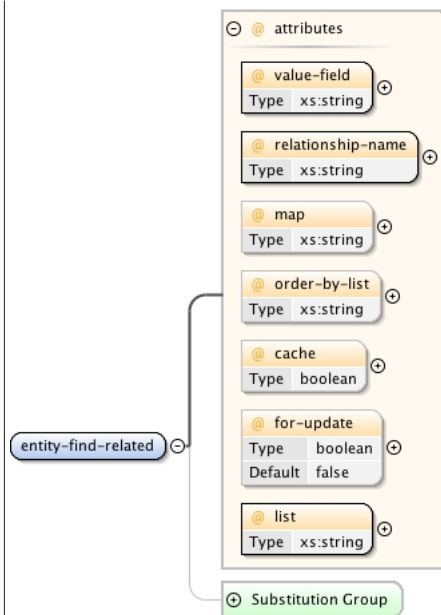 @ attributes
@ value-field
Type xs:string
@ relationship-name
Type xs:string
@ map
Type xs:string
@ order-by-list
Type xs:string
@ cache
Type boolean
@ for-update
Type boolean
Default false
entity-find-related
@ list
Type xs:string
Substitution Group